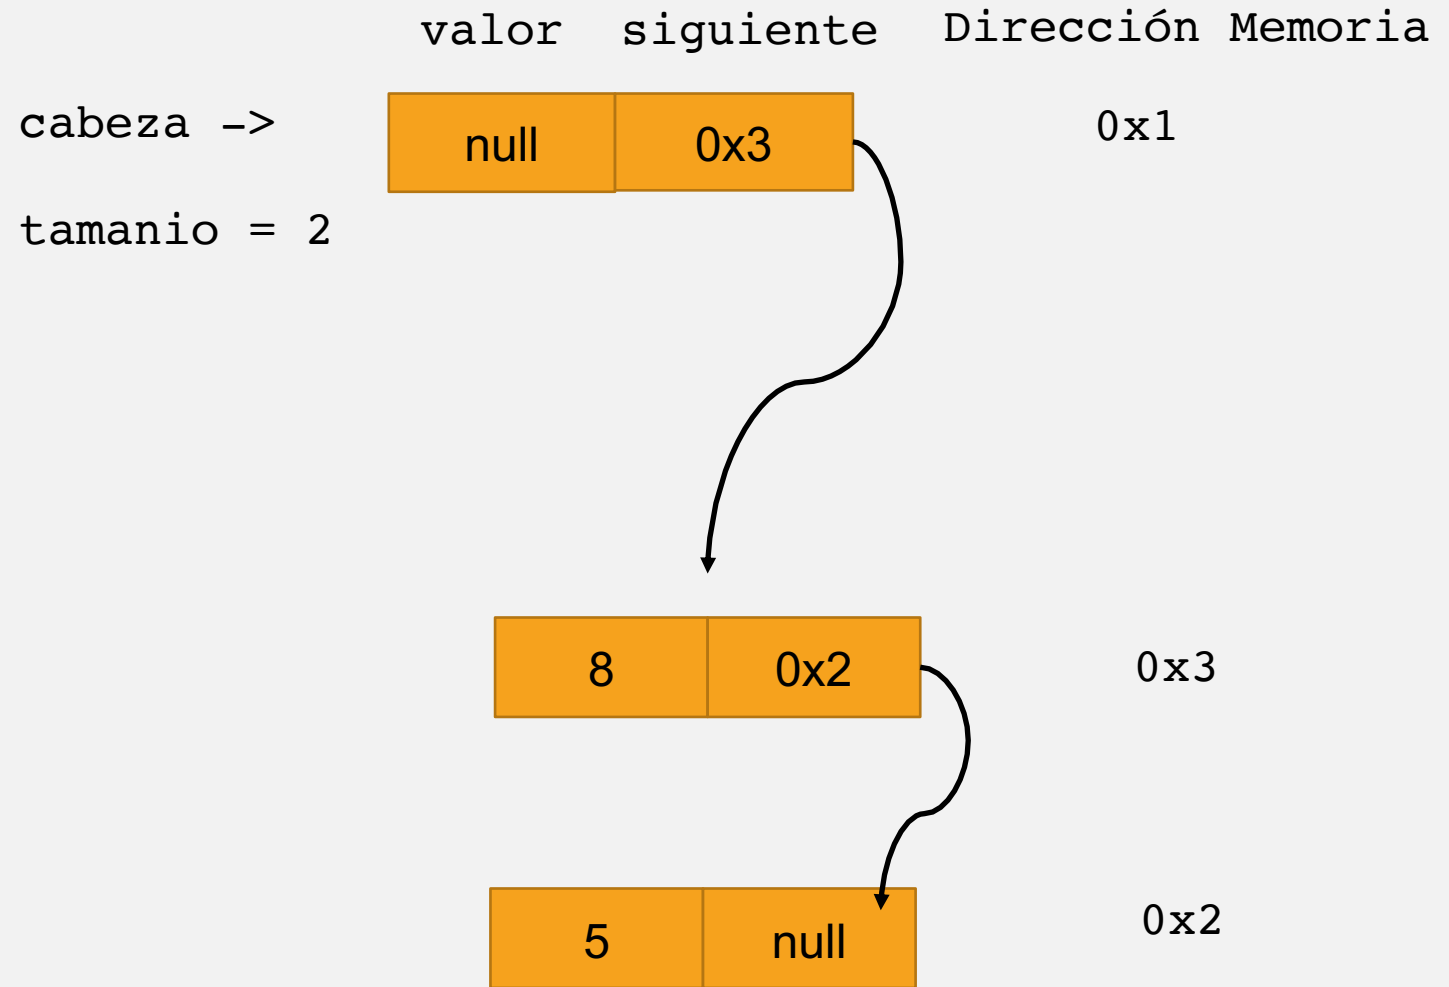 valor siguiente Dirección Memoria
cabeza -> null 0x3 0x1
tamanio = 2
8 0x2 0x3
5 null 0x2